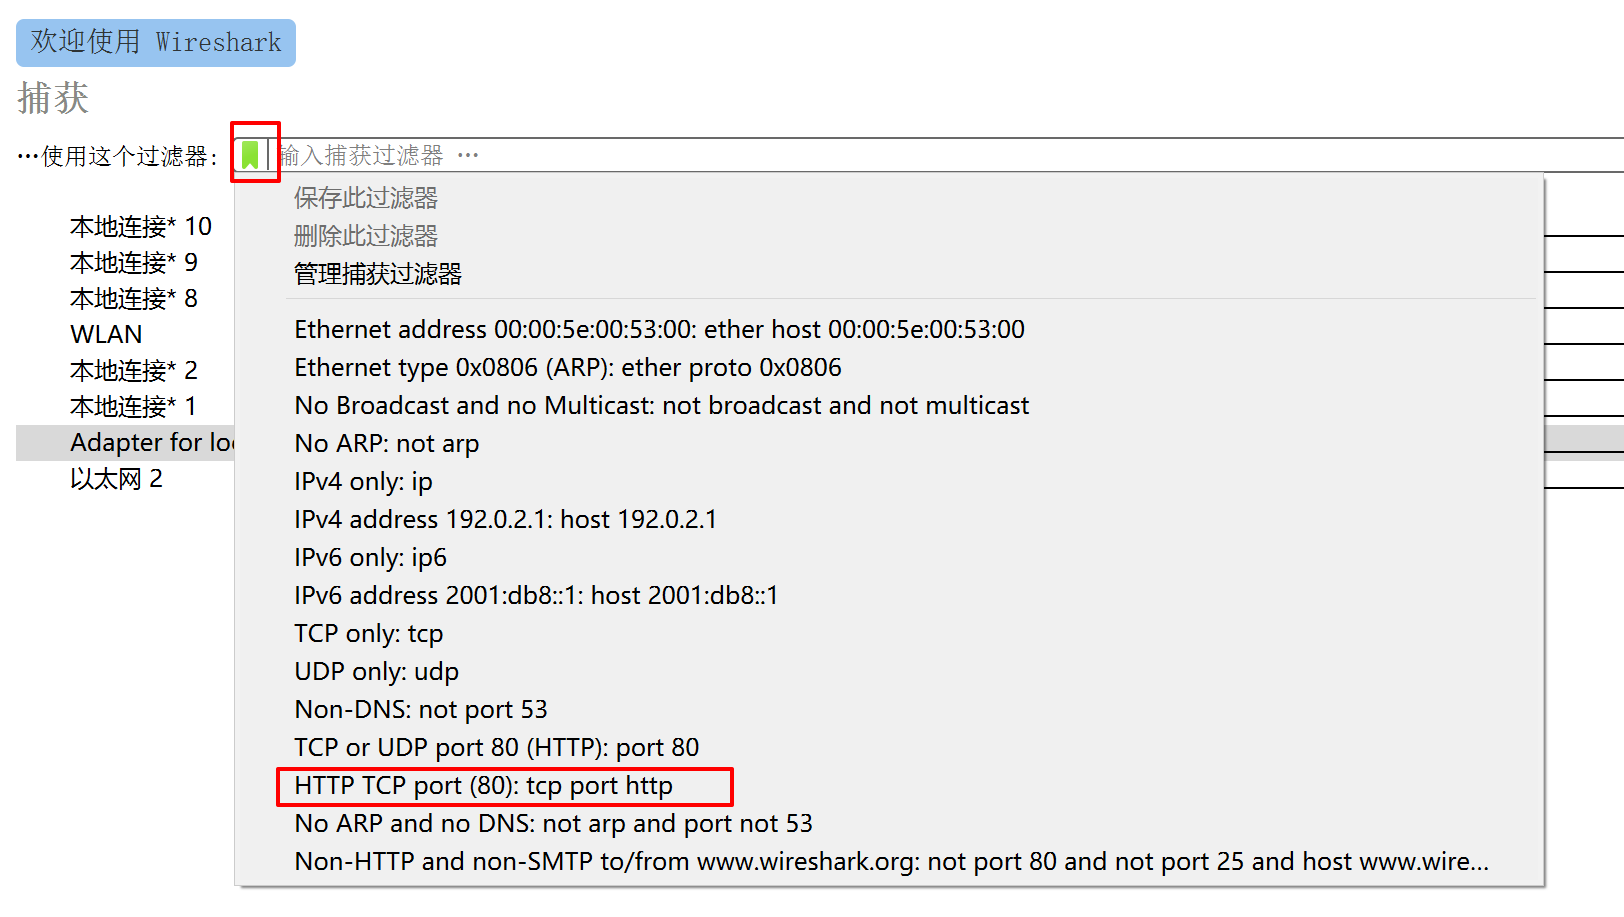 欢迎使用 Wireshark
捕获
…使用这个过滤器: 输入捕获过滤器 …
保存此过滤器
删除此过滤器
管理捕获过滤器
本地连接* 10
本地连接* 9
本地连接* 8
WLAN
本地连接* 2
本地连接* 1
Adapter for loo
以太网 2
Ethernet address 00:00:5e:00:53:00: ether host 00:00:5e:00:53:00
Ethernet type 0x0806 (ARP): ether proto 0x0806
No Broadcast and no Multicast: not broadcast and not multicast
No ARP: not arp
IPv4 only: ip
IPv4 address 192.0.2.1: host 192.0.2.1
IPv6 only: ip6
IPv6 address 2001:db8::1: host 2001:db8::1
TCP only: tcp
UDP only: udp
Non-DNS: not port 53
TCP or UDP port 80 (HTTP): port 80
HTTP TCP port (80): tcp port http
No ARP and no DNS: not arp and port not 53
Non-HTTP and non-SMTP to/from www.wireshark.org: not port 80 and not port 25 and host www.wire...